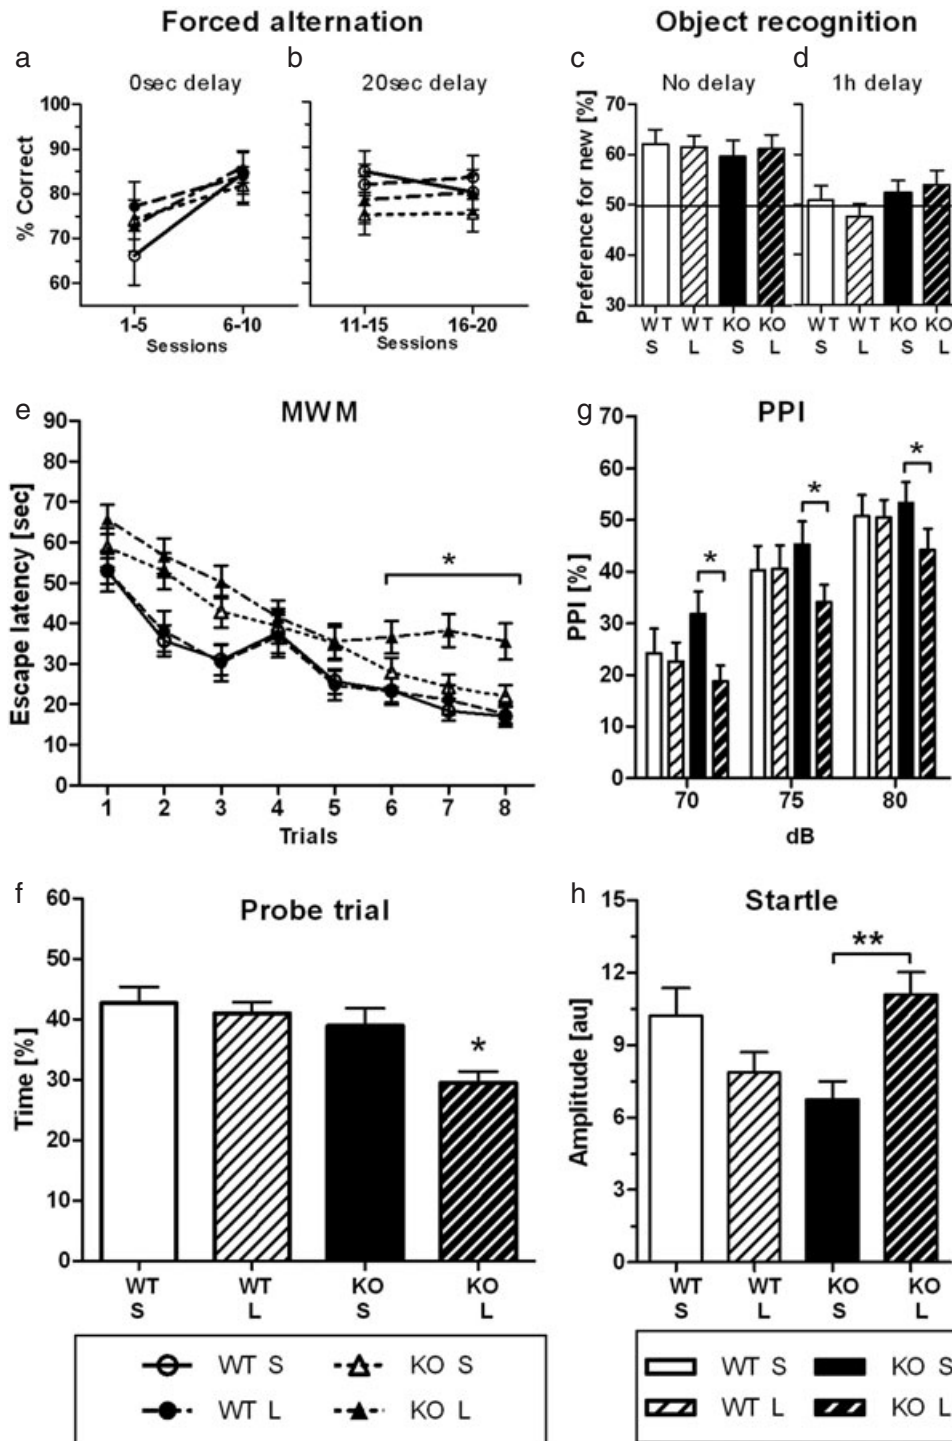 Forced alternation
Object recognition
a
b
c
d
0sec delay
20sec delay
No delay
1h delay
% Correct
100
90
80
70
60
1-5
6-10
Sessions
11-15
16-20
Sessions
Preference for new [%]
70
60
50
40
30
WT WT KO KO
S L S L
WT WT KO KO
S L S L
e
MWM
Escape latency [sec]
90
80
70
60
50
40
30
20
10
0
*
1 2 3 4 5 6 7 8
Trials
g
PPI
PPI [%]
70
60
50
40
30
20
10
0
*
*
*
70 75 80
dB
f
Probe trial
Time [%]
60
50
40
30
20
10
0
*
WT WT KO KO
S L S L
h
Startle
Amplitude [au]
15
12
9
6
3
0
**
WT WT KO KO
S L S L
WT S
KO S
WT L
KO L
WT S
KO S
WT L
KO L